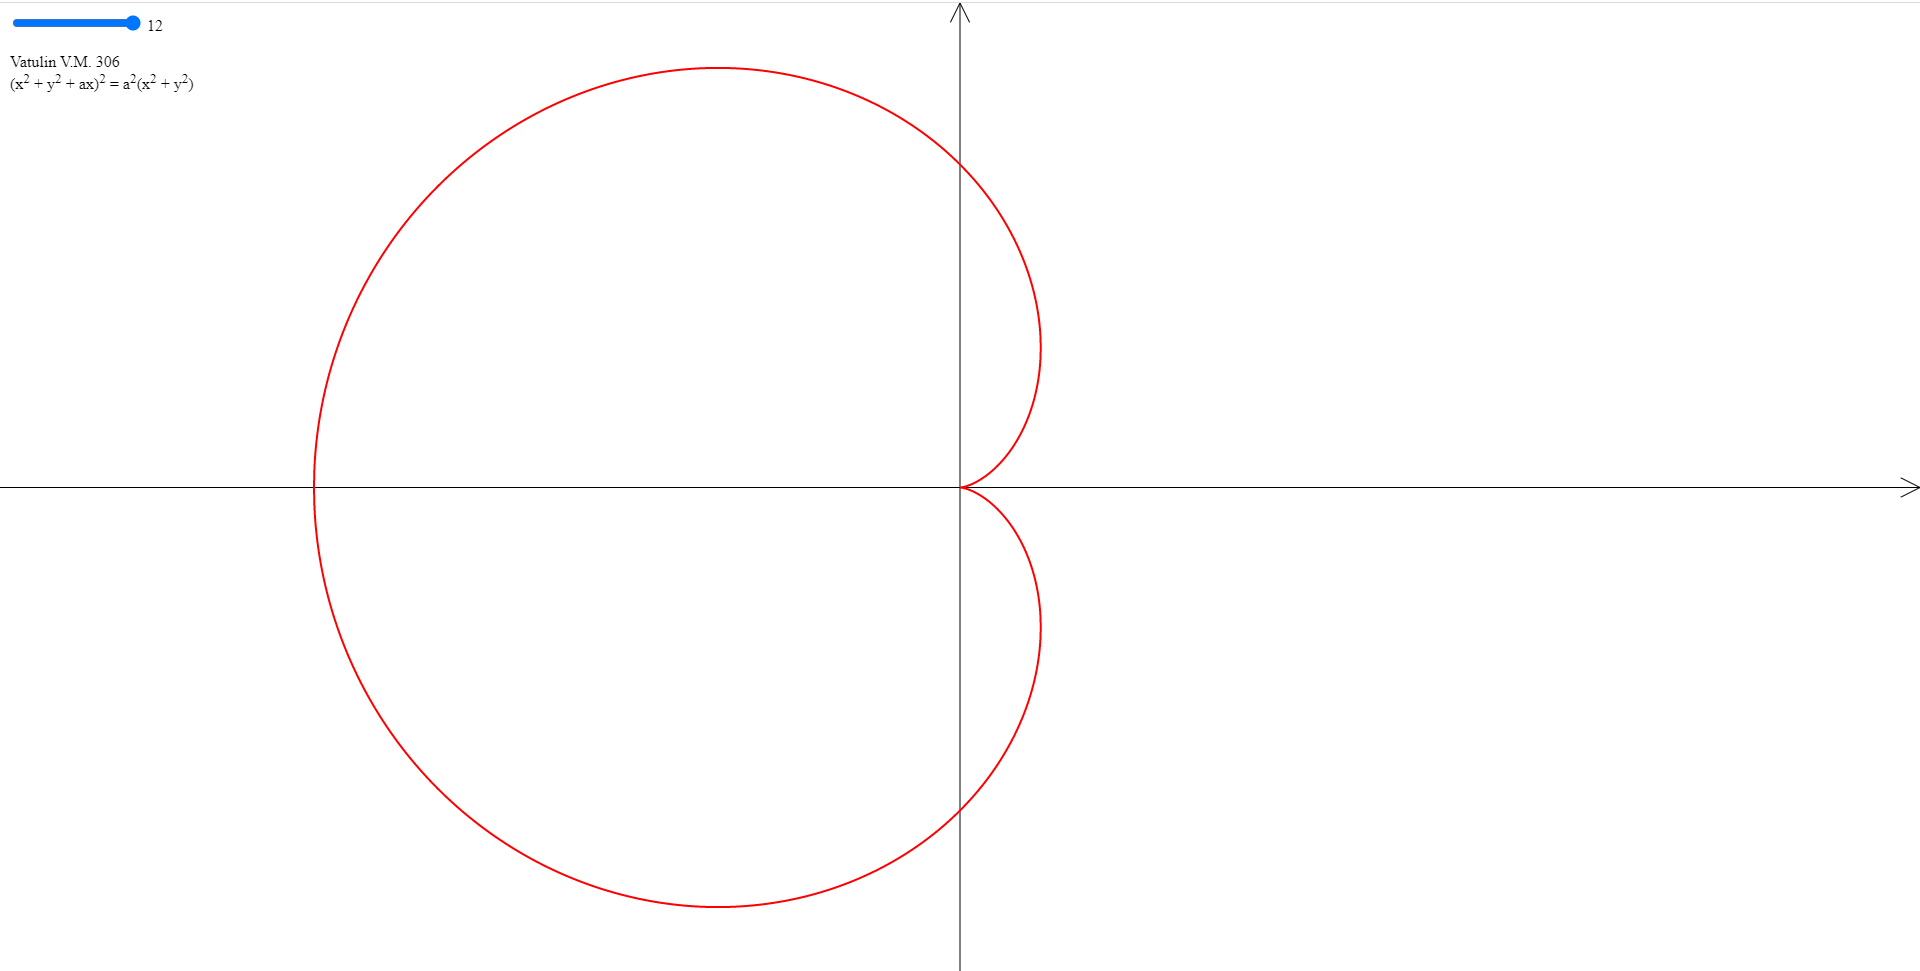 12
Vatulin V.M. 306
(x² + y² + ax)² = a²(x² + y²)